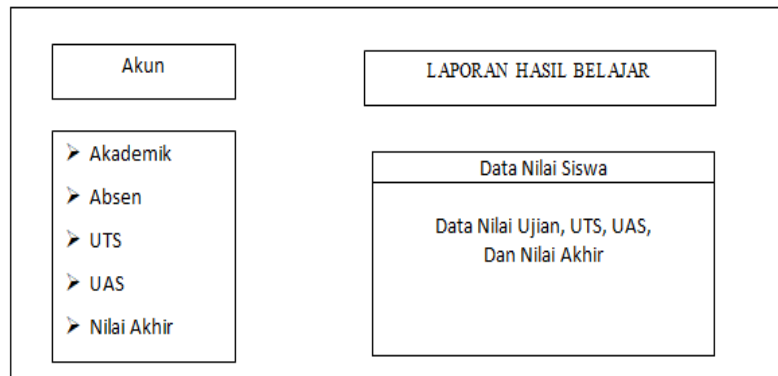 Akun
LAPORAN HASIL BELAJAR
Akademik
Absen
UTS
UAS
Nilai Akhir
Data Nilai Siswa
Data Nilai Ujian, UTS, UAS,
Dan Nilai Akhir